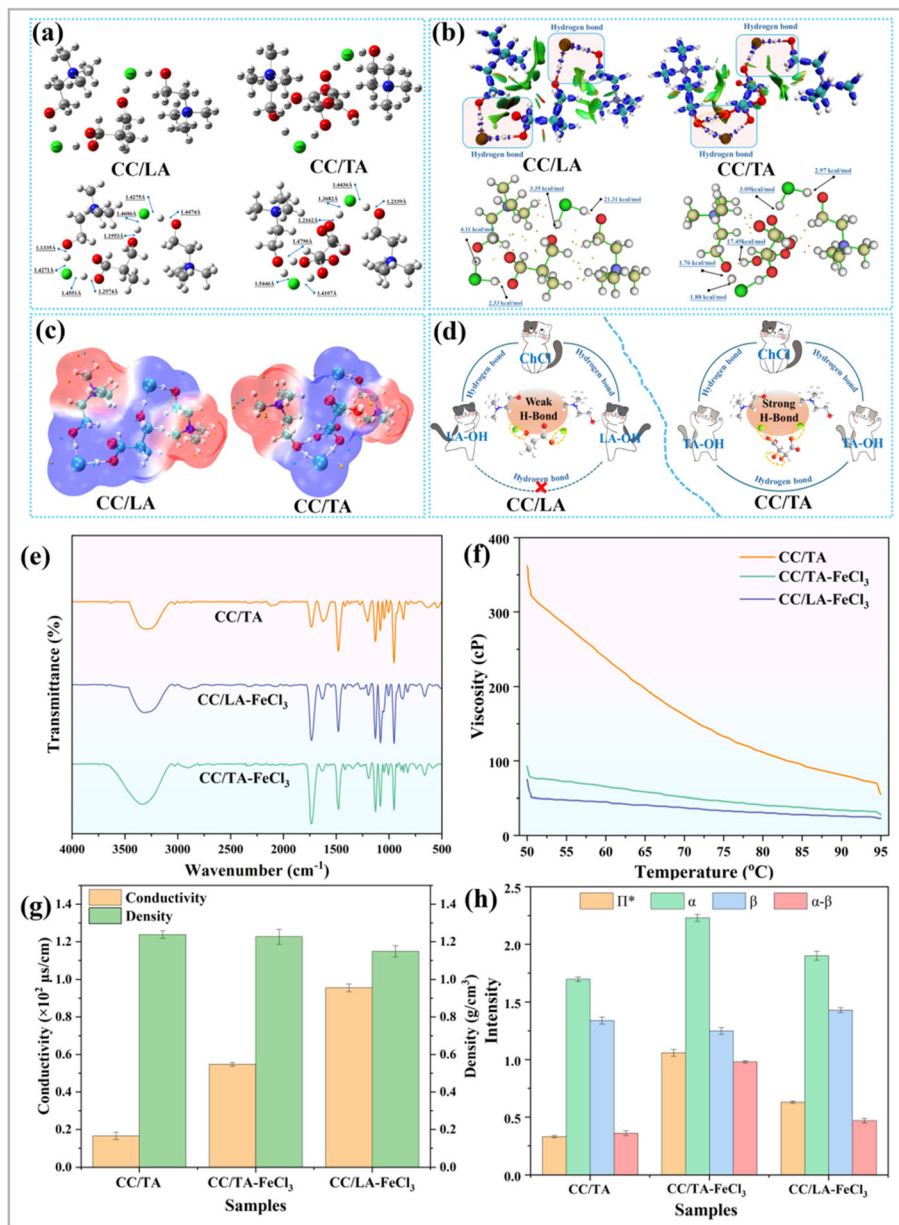 (a)
CC/LA
CC/TA
1.4275Å
1.4606Å
1.1953Å
1.4474Å
1.1335Å
1.4271Å
1.4551Å
1.2974Å
1.4436Å
1.3682Å
1.2339Å
1.2162Å
1.4790Å
1.5446Å
1.4107Å
(b)
Hydrogen bond
Hydrogen bond
CC/LA
Hydrogen bond
Hydrogen bond
CC/TA
3.35 kcal/mol
21.31 kcal/mol
4.11 kcal/mol
2.33 kcal/mol
2.97 kcal/mol
3.09kcal/mol
17.49kcal/mol
1.76 kcal/mol
1.88 kcal/mol
(c)
CC/LA
CC/TA
(d)
ChCl
Hydrogen bond
Hydrogen bond
Weak
H-Bond
LA-OH
LA-OH
Hydrogen bond
CC/LA
ChCl
Hydrogen bond
Hydrogen bond
Strong
H-Bond
TA-OH
TA-OH
Hydrogen bond
CC/TA
(e)
Transmittance (%)
CC/TA
CC/LA-FeCl₃
CC/TA-FeCl₃
4000 3500 3000 2500 2000 1500 1000 500
Wavenumber (cm⁻¹)
(f)
Viscosity (cP)
400
300
200
100
0
CC/TA
CC/TA-FeCl₃
CC/LA-FeCl₃
50 55 60 65 70 75 80 85 90 95
Temperature (°C)
(g)
Conductivity (×10² μs/cm)
1.4
1.2
1.0
0.8
0.6
0.4
0.2
0.0
Conductivity
Density
1.4
1.2
1.0
0.8
0.6
0.4
0.2
0.0
Density (g/cm³)
CC/TA CC/TA-FeCl₃ CC/LA-FeCl₃
Samples
(h)
Intensity
2.5
2.0
1.5
1.0
0.5
0.0
Π* α β α-β
CC/TA CC/TA-FeCl₃ CC/LA-FeCl₃
Samples